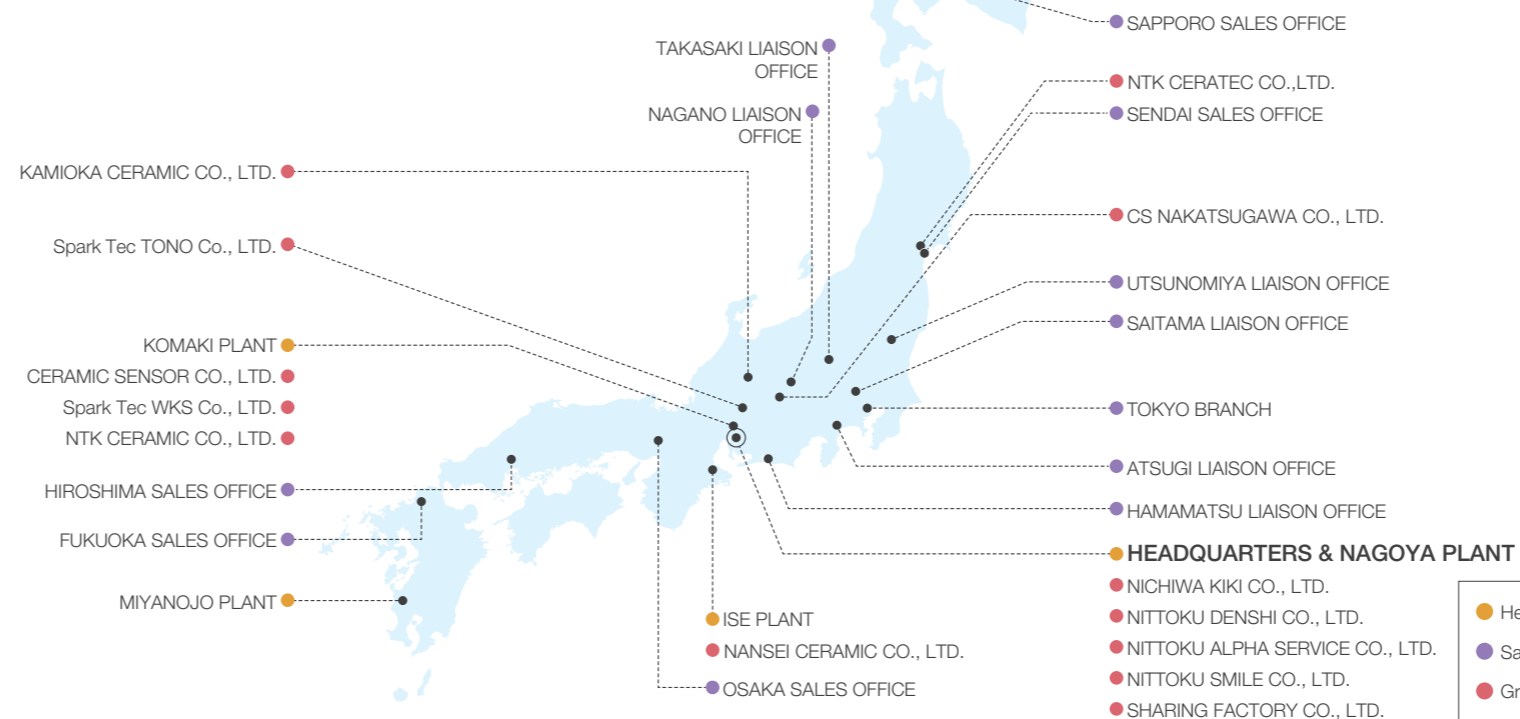 SAPPORO SALES OFFICE
TAKASAKI LIAISON
OFFICE
NTK CERATEC CO.,LTD.
NAGANO LIAISON
OFFICE
SENDAI SALES OFFICE
KAMIOKA CERAMIC CO., LTD.
CS NAKATSUGAWA CO., LTD.
Spark Tec TONO Co., LTD.
UTSUNOMIYA LIAISON OFFICE
SAITAMA LIAISON OFFICE
KOMAKI PLANT
CERAMIC SENSOR CO., LTD.
Spark Tec WKS Co., LTD.
NTK CERAMIC CO., LTD.
TOKYO BRANCH
ATSUGI LIAISON OFFICE
HIROSHIMA SALES OFFICE
HAMAMATSU LIAISON OFFICE
FUKUOKA SALES OFFICE
HEADQUARTERS & NAGOYA PLANT
NICHIWA KIKI CO., LTD.
NITTOKU DENSHI CO., LTD.
NITTOKU ALPHA SERVICE CO., LTD.
NITTOKU SMILE CO., LTD.
SHARING FACTORY CO., LTD.
MIYANOJO PLANT
ISE PLANT
NANSEI CERAMIC CO., LTD.
OSAKA SALES OFFICE
He
Sa
Gr